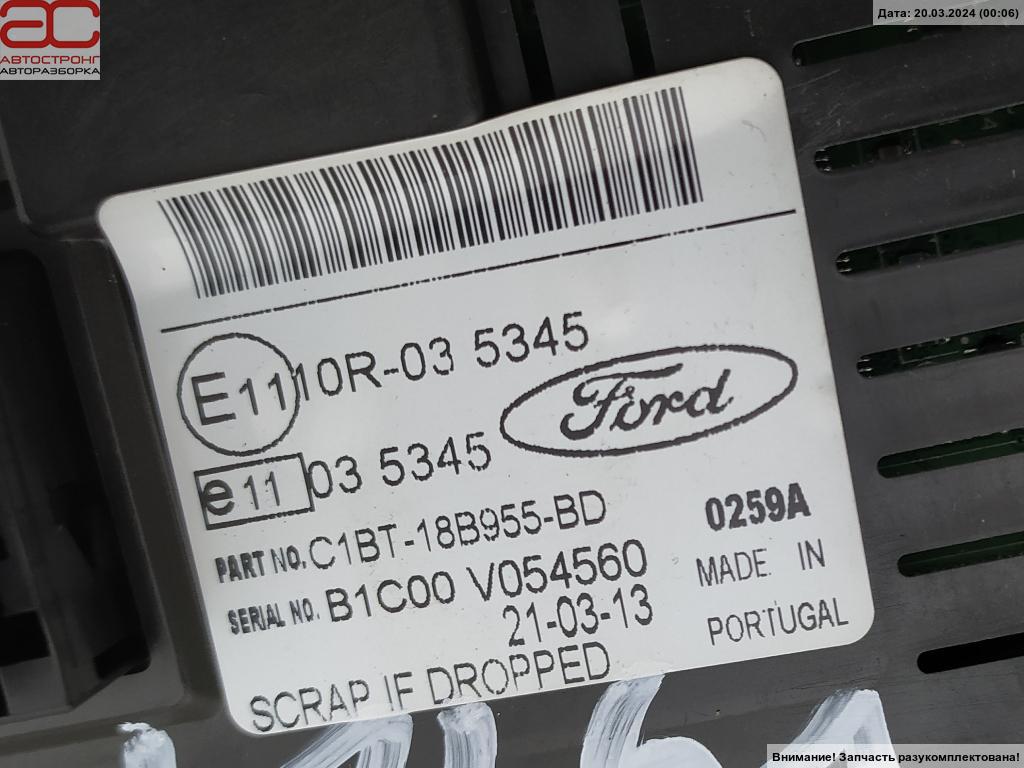 АС
АВТОСТРОНГ
АВТОРАЗБОРКА
Дата: 20.03.2024 (00:06)
E11 10R-03 5345
Ford
e11 03 5345
PART NO. C1BT-18B955-BD
0259A
SERIAL NO. B1C00 V054560
MADE IN
21-03-13
PORTUGAL
SCRAP IF DROPPED
Внимание! Запчасть разукомплектована!